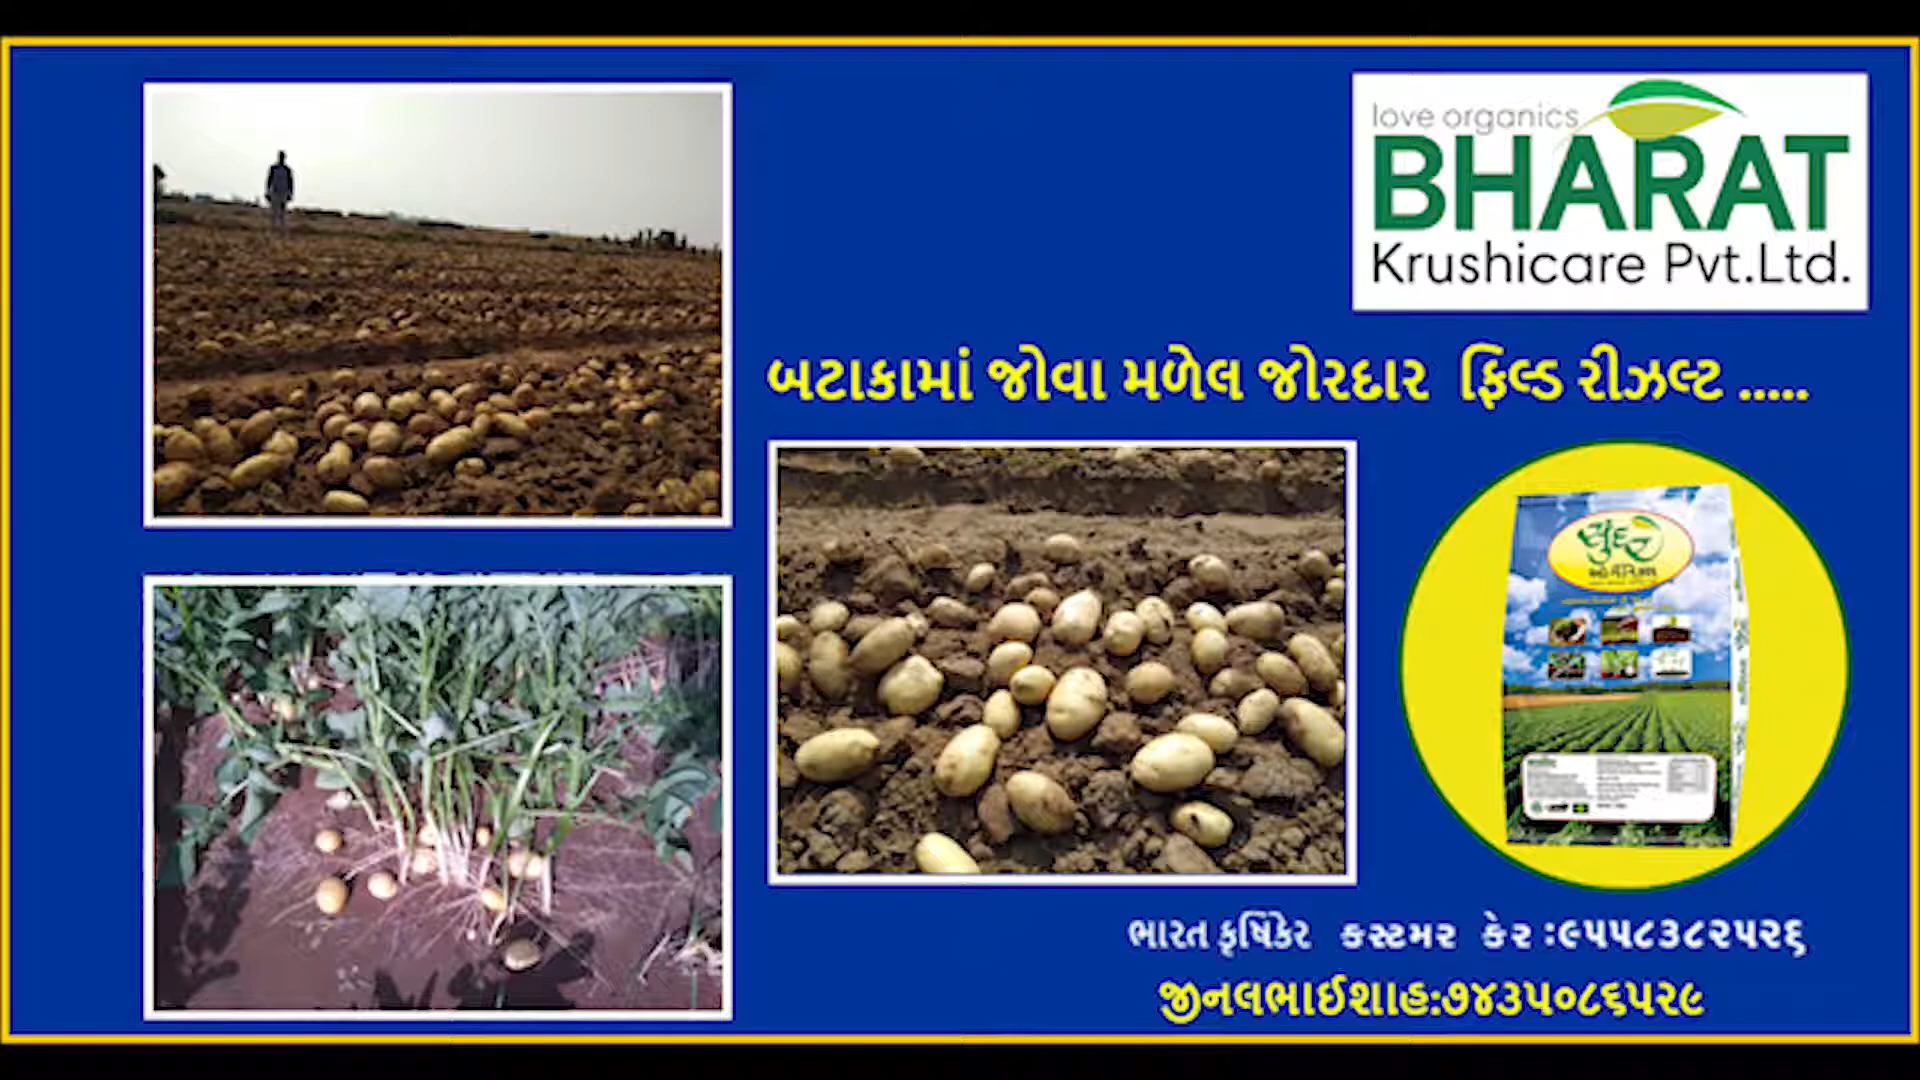 love organics
BHARAT
Krushicare Pvt.Ltd.
બટાકામાં જોવા મળેલ જોરદાર ફિલ્ડ રીઝલ્ટ .....
ભારત કૃષિકેર કસ્ટમર કેર :૯૫૫૮૩૮૨૫૨૬
જીનલભાઈશાહ:૭૪૩૫૦૮૬૫૨૯